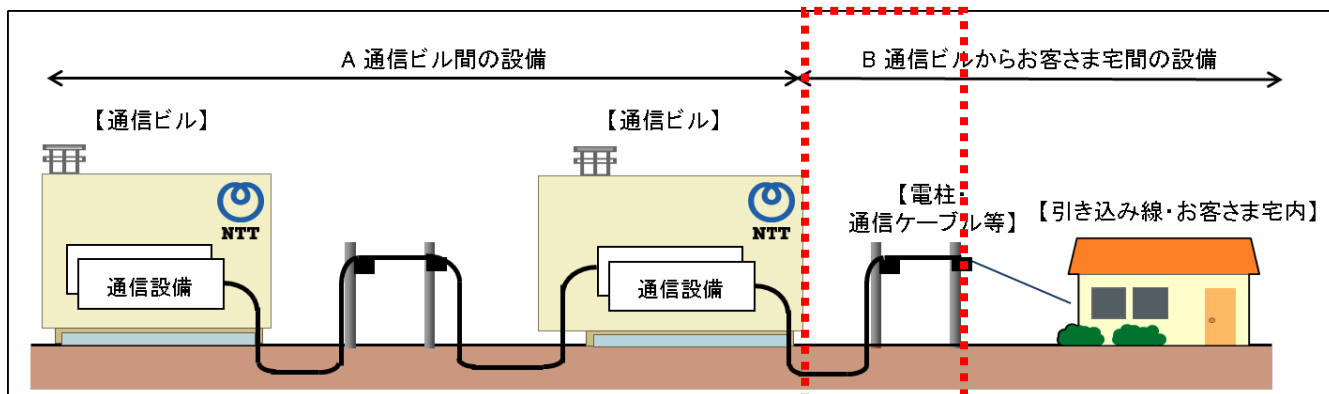 A 通信ビル間の設備
B 通信ビルからお客さま宅間の設備
【通信ビル】
【通信ビル】
【電柱・
通信ケーブル等】
【引き込み線・お客さま宅内】
NTT
NTT
通信設備
通信設備